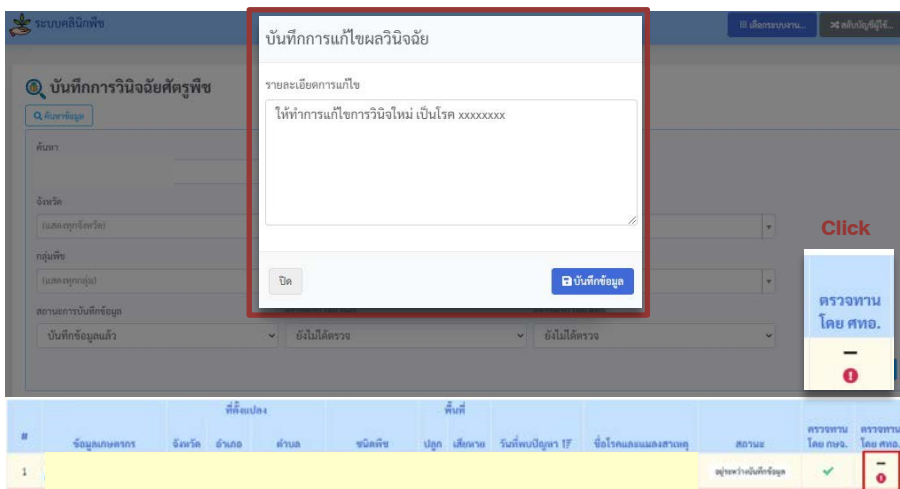 ระบบคลินิกพืช
เลือกระบบงาน...
สลับบัญชีผู้ใช้...
บันทึกการแก้ไขผลวินิจฉัย
บันทึกการวินิจฉัยศัตรูพืช
ค้นหาข้อมูล
รายละเอียดการแก้ไข
ให้ทำการแก้ไขการวินิจใหม่ เป็นโรค xxxxxxxx
ค้นหา
จังหวัด
(แสดงทุกจังหวัด)
Click
กลุ่มพืช
(แสดงทุกกลุ่ม)
ปิด
บันทึกข้อมูล
ตรวจทาน
โดย ศทอ.
สถานะการบันทึกข้อมูล
บันทึกข้อมูลแล้ว
ยังไม่ได้ตรวจ
ยังไม่ได้ตรวจ
ที่ตั้งแปลง
พื้นที่
# ข้อมูลเกษตรกร จังหวัด อำเภอ ตำบล ชนิดพืช ปลูก เสียหาย วันที่พบปัญหา ชื่อโรคและแมลงสาเหตุ สถานะ ตรวจทาน โดย กษจ. ตรวจทาน โดย ศทอ.
1 อยู่ระหว่างบันทึกข้อมูล –